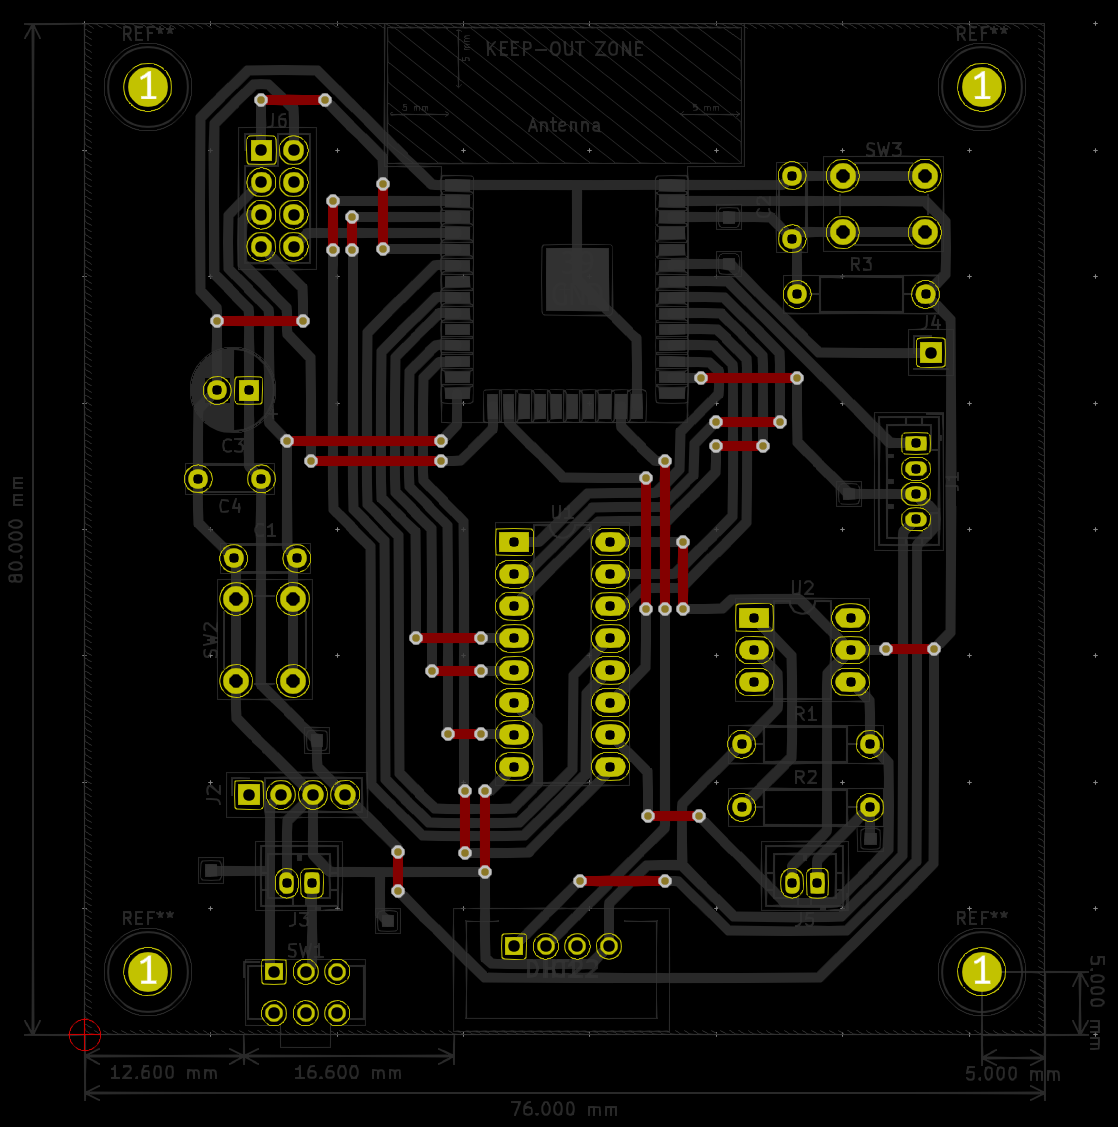 REF**
REF**
KEEP-OUT ZONE
5 mm
1
1
5 mm
5 mm
J6
Antenna
SW3
C2
R3
J4
C3
C4
J1
80.000 mm
U1
C1
U2
SW2
R1
R2
J2
REF**
REF**
J3
J5
SW1
1
1
5.000 mm
12.600 mm
16.600 mm
5.000 mm
76.000 mm